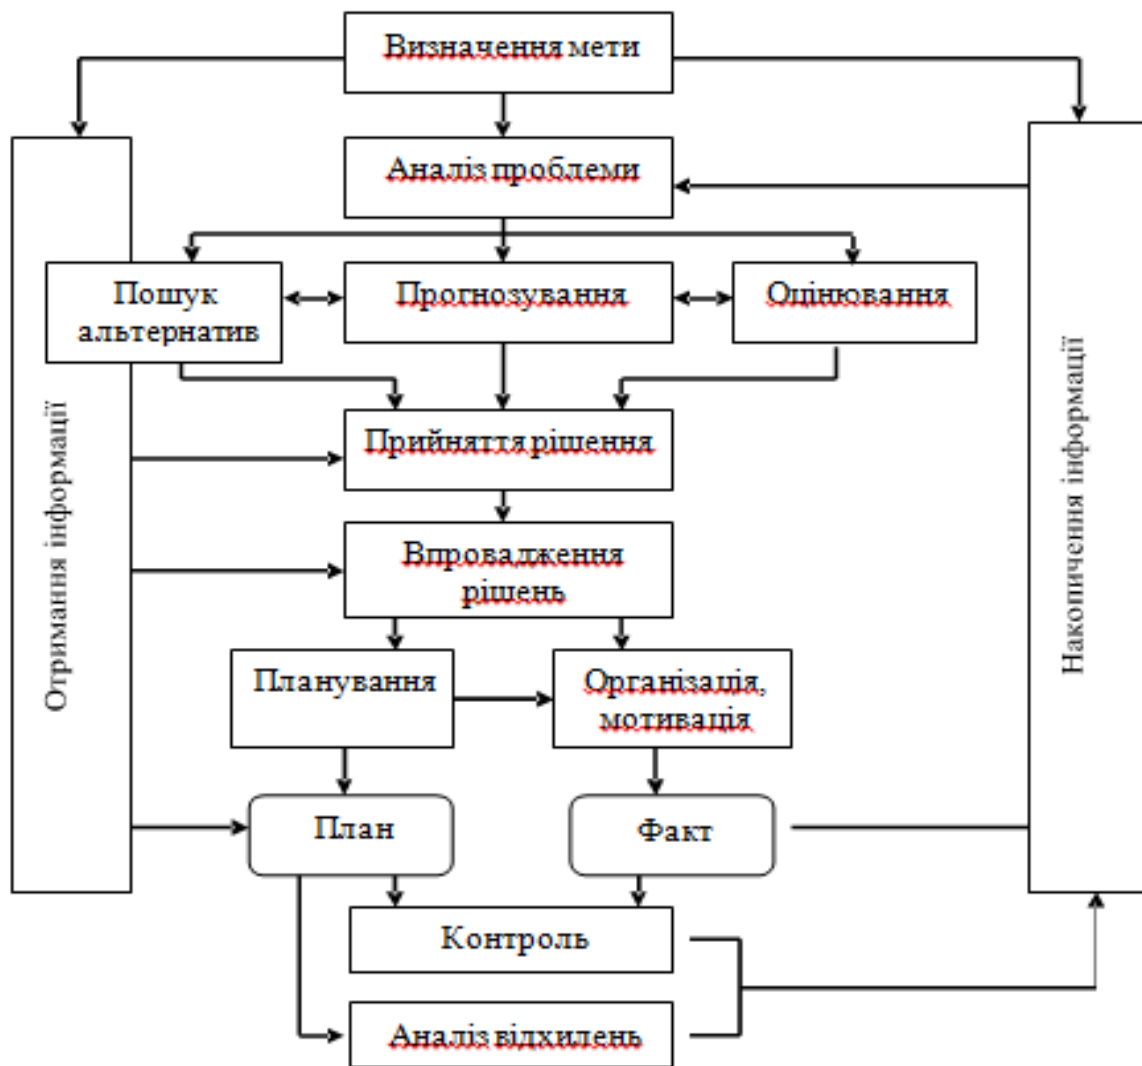 Визначення мети
Аналіз проблеми
Пошук
альтернатив
Прогнозування
Оцінювання
Отримання інформації
Накопичення інформації
Прийняття рішення
Впровадження
рішень
Планування
Організація,
мотивація
План
Факт
Контроль
Аналіз відхилень